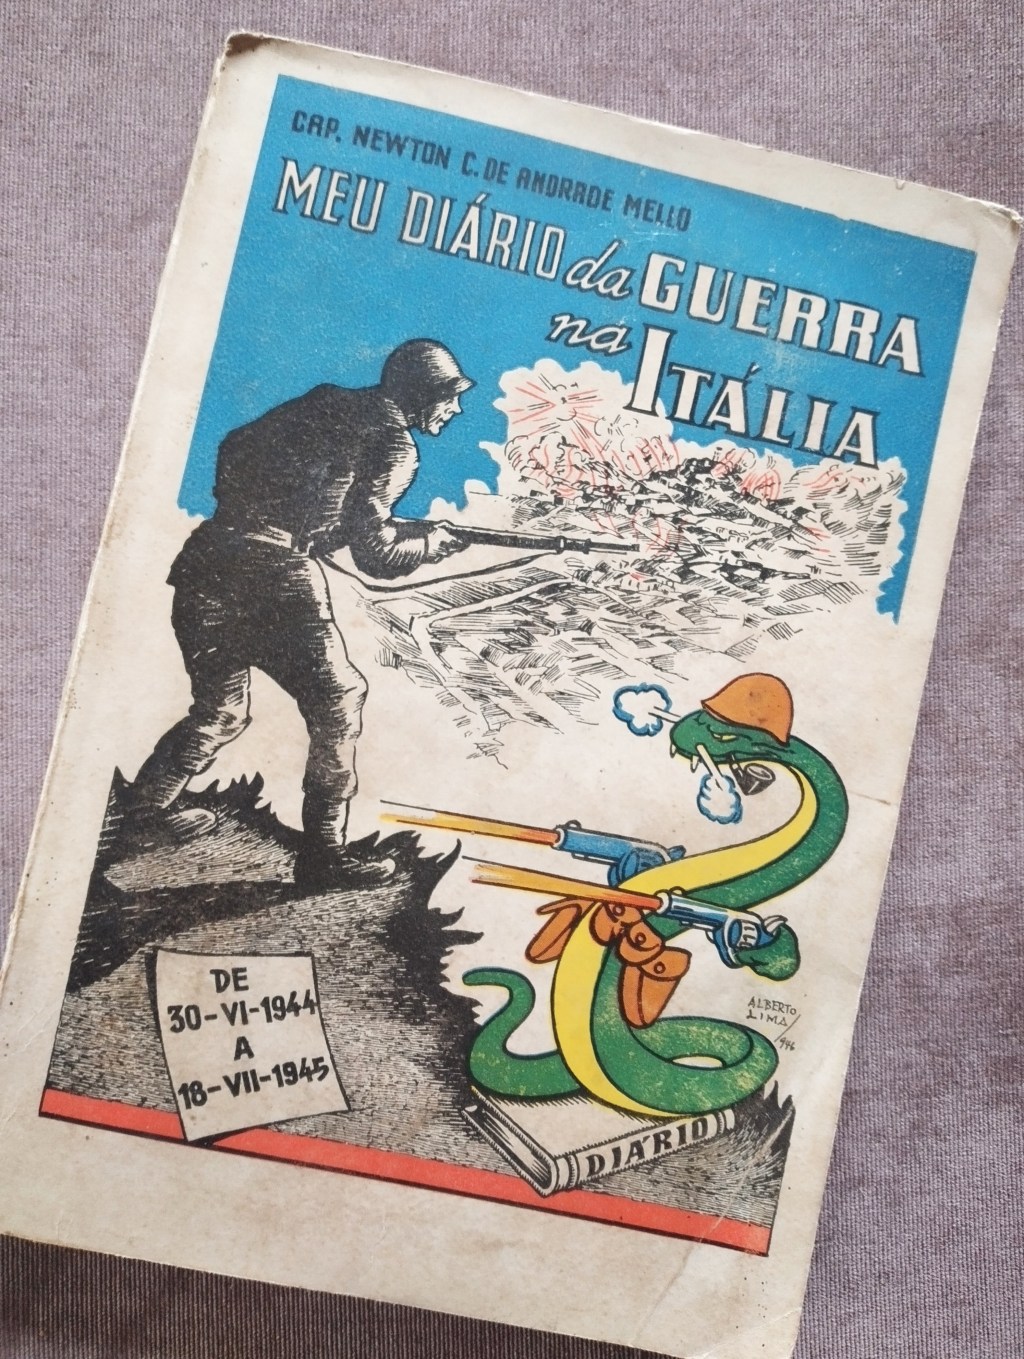 CAP. NEWTON C. DE ANDRADE MELLO
MEU DIÁRIO da GUERRA
na ITÁLIA
DE
30-VI-1944
A
18-VII-1945
ALBERTO
LIMA
946
DIÁRIO